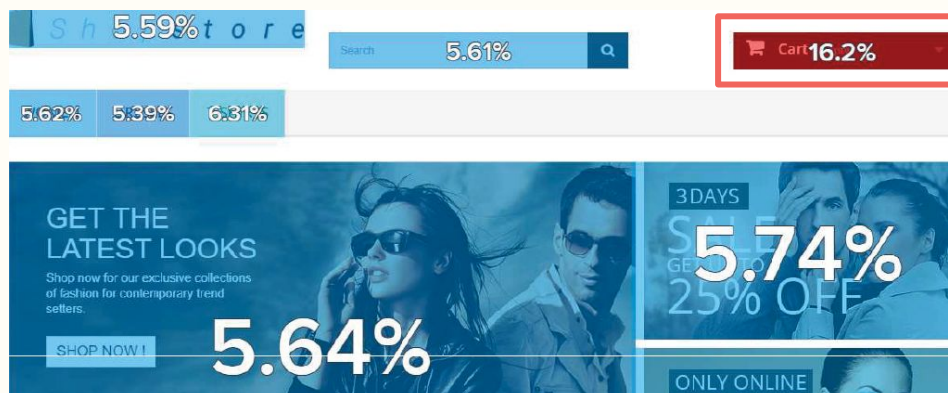 5.59%
Search 5.61%
Cart 16.2%
5.62% 5.39% 6.31%
GET THE
LATEST LOOKS
Shop now for our exclusive collections
of fashion for contemporary trend
setters.
SHOP NOW !
5.64%
3DAYS
SALE
5.74%
25% OFF
ONLY ONLINE